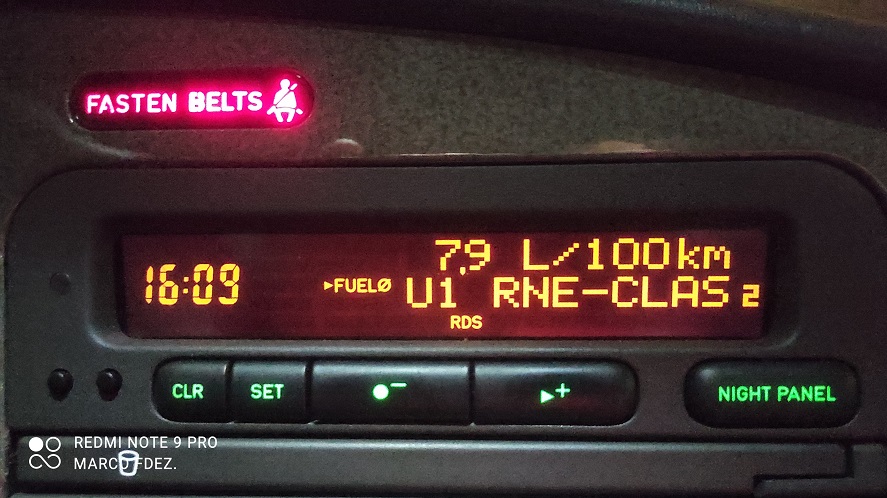 FASTEN BELTS
7,9 L/100km
16:09 ▶FUELØ U1 RNE-CLAS 2
RDS
CLR SET ●− ▶+ NIGHT PANEL
REDMI NOTE 9 PRO
MARCO FDEZ.